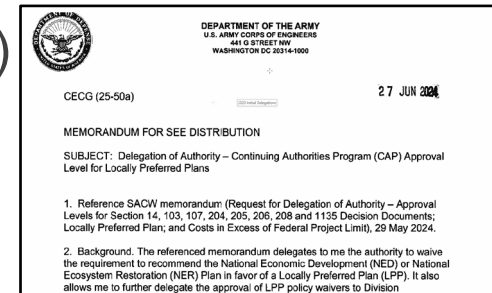 DEPARTMENT OF THE ARMY
U.S. ARMY CORPS OF ENGINEERS
441 G STREET NW
WASHINGTON DC 20314-1000
CECG (25-50a)
27 JUN 2024
MEMORANDUM FOR SEE DISTRIBUTION
SUBJECT: Delegation of Authority – Continuing Authorities Program (CAP) Approval
Level for Locally Preferred Plans
1. Reference SACW memorandum (Request for Delegation of Authority – Approval
Levels for Section 14, 103, 107, 204, 205, 206, 208 and 1135 Decision Documents;
Locally Preferred Plan; and Costs in Excess of Federal Project Limit), 29 May 2024.
2. Background. The referenced memorandum delegates to me the authority to waive
the requirement to recommend the National Economic Development (NED) or National
Ecosystem Restoration (NER) Plan in favor of a Locally Preferred Plan (LPP). It also
allows me to further delegate the approval of LPP policy waivers to Division